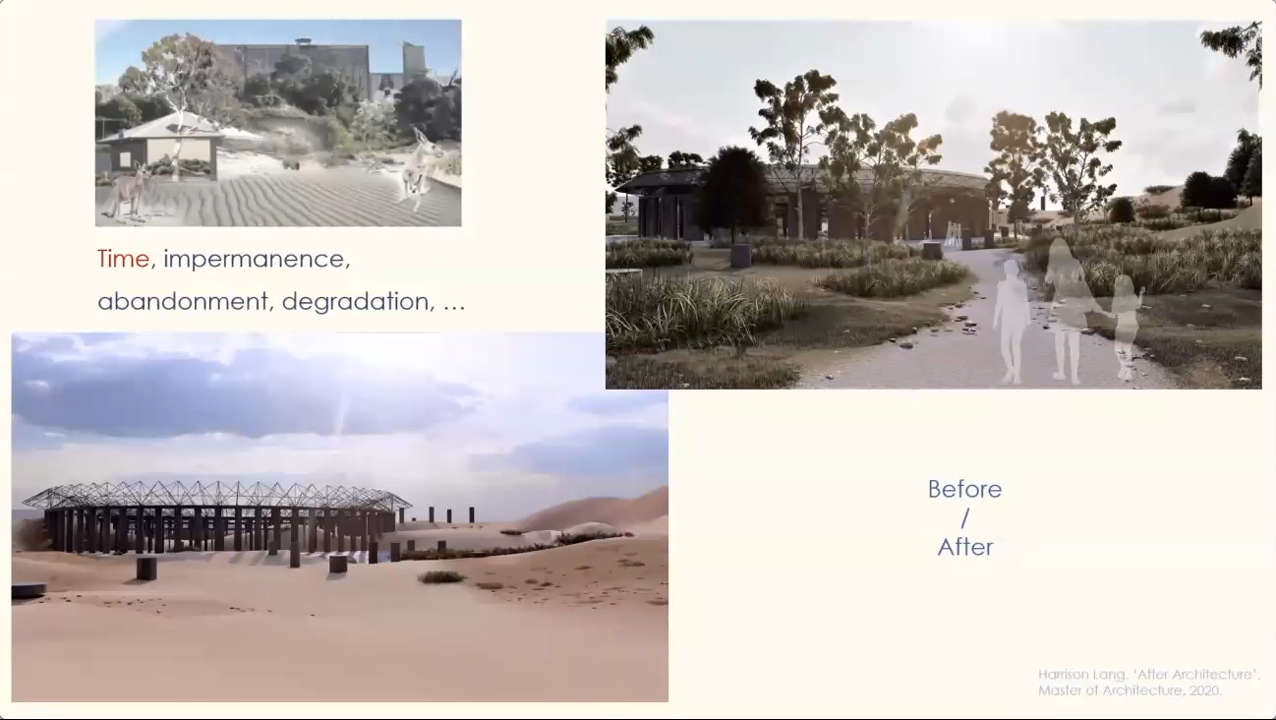 Time, impermanence,
abandonment, degradation, ...
Before
/
After
Harrison Lang. 'After Architecture'.
Master of Architecture, 2020.